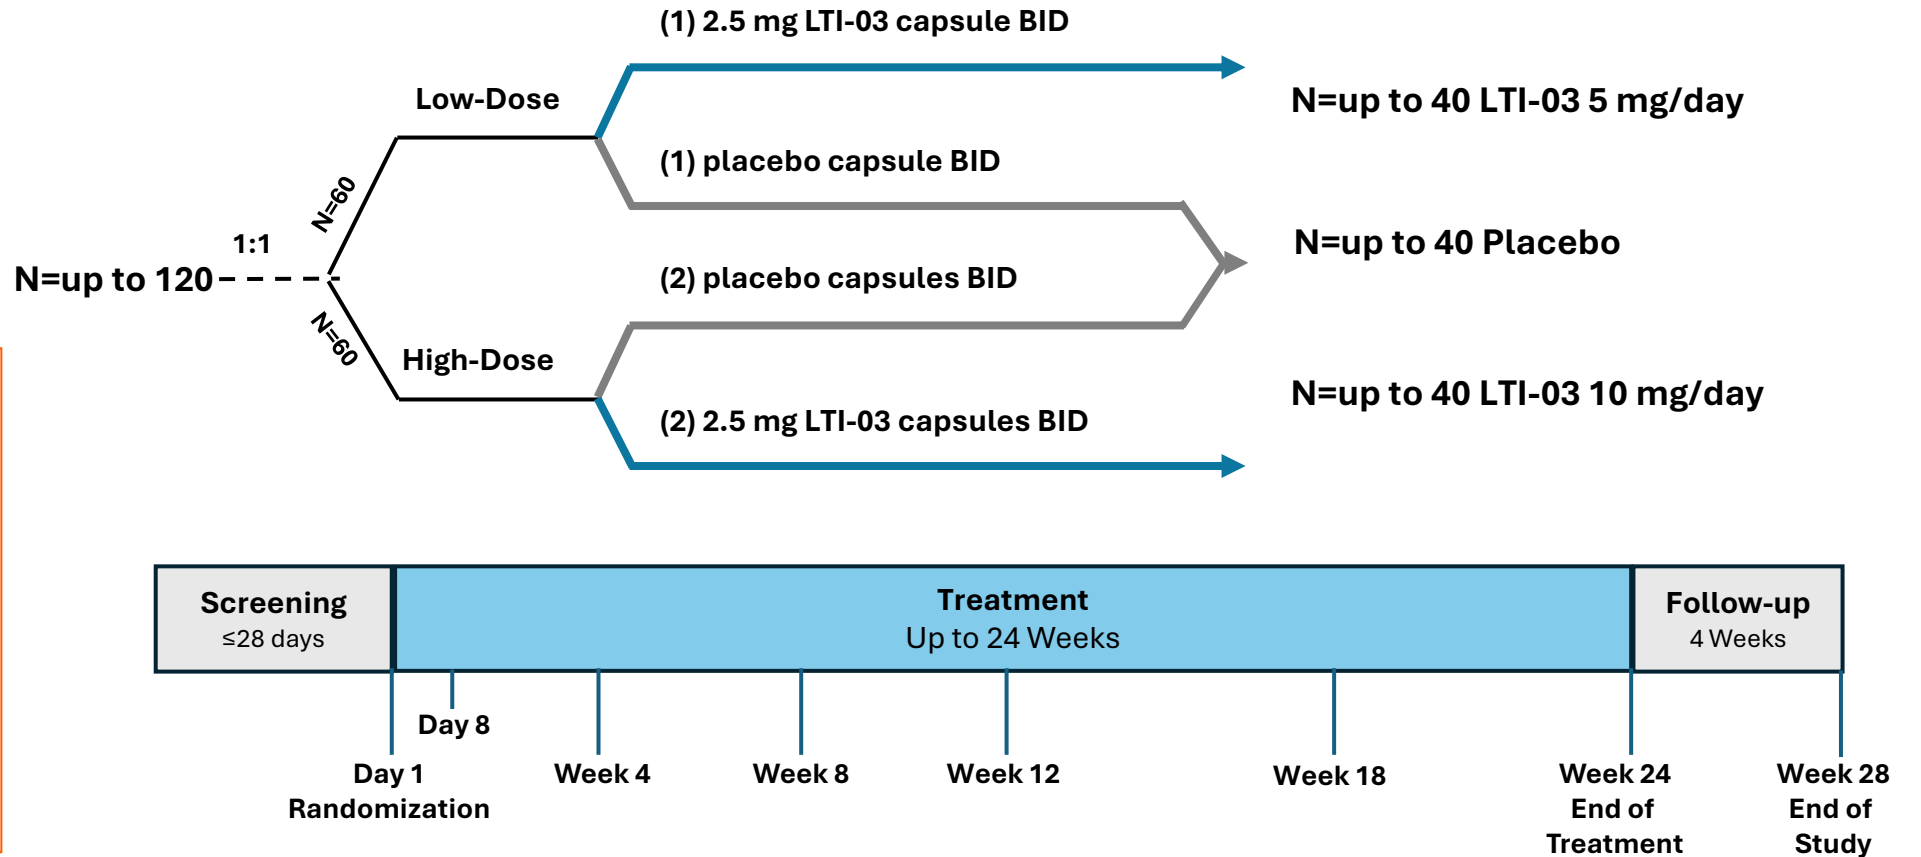 (1) 2.5 mg LTI-03 capsule BID
Low-Dose
N=up to 40 LTI-03 5 mg/day
(1) placebo capsule BID
N=60
1:1
N=up to 120
N=up to 40 Placebo
(2) placebo capsules BID
N=60
High-Dose
N=up to 40 LTI-03 10 mg/day
(2) 2.5 mg LTI-03 capsules BID
Screening
≤28 days
Treatment
Up to 24 Weeks
Follow-up
4 Weeks
Day 1
Randomization
Day 8
Week 4
Week 8
Week 12
Week 18
Week 24
End of
Treatment
Week 28
End of
Study